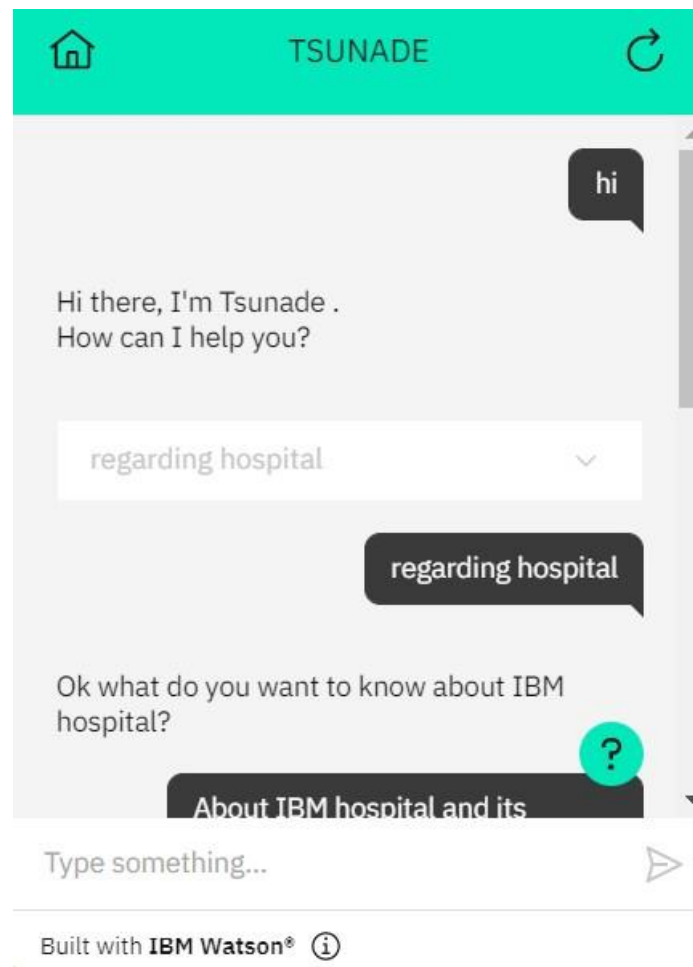 TSUNADE
hi
Hi there, I'm Tsunade .
How can I help you?
regarding hospital
regarding hospital
Ok what do you want to know about IBM
hospital?
?
About IBM hospital and its
Type something...
Built with IBM Watson®